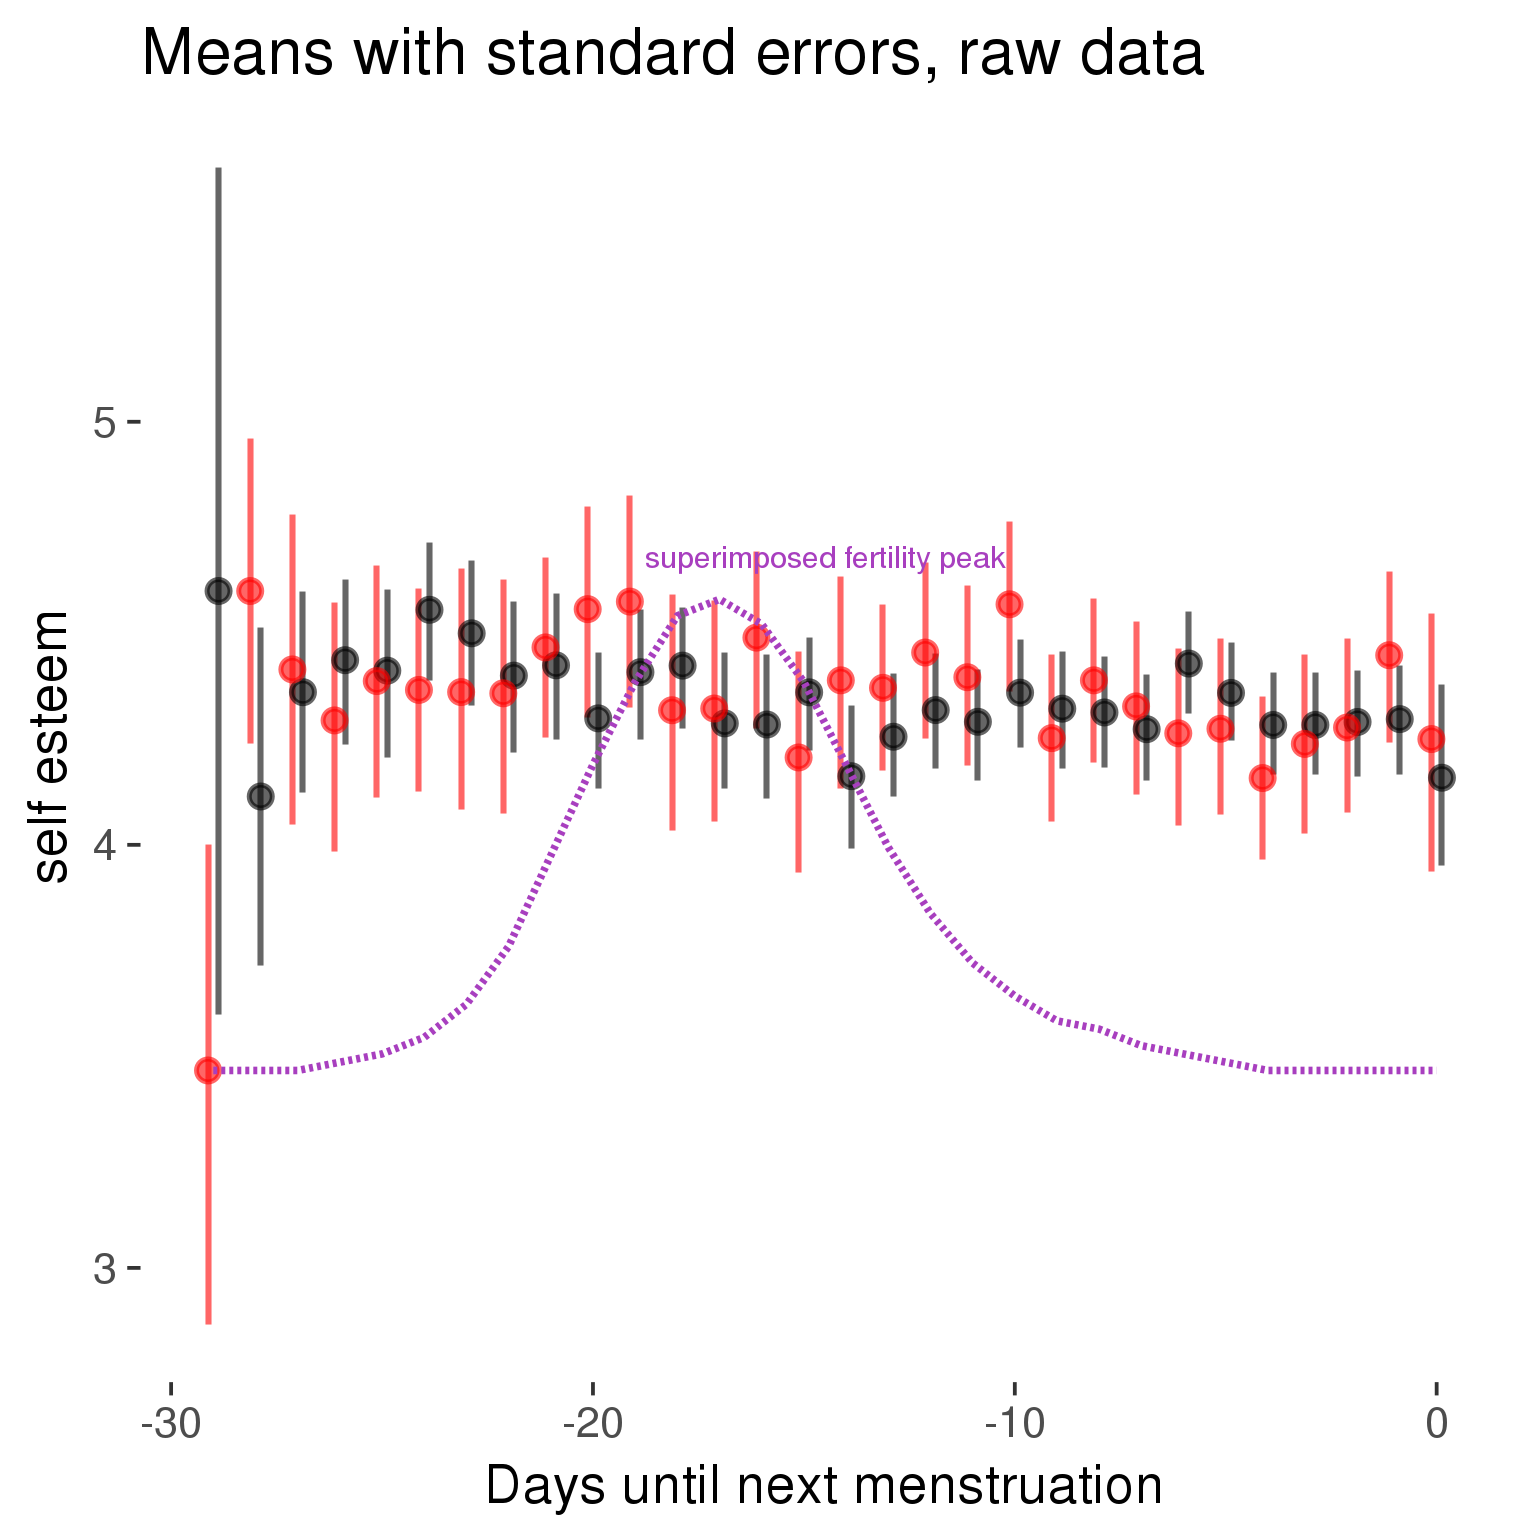 Means with standard errors, raw data
self esteem
5
4
3
superimposed fertility peak
-30
-20
-10
0
Days until next menstruation